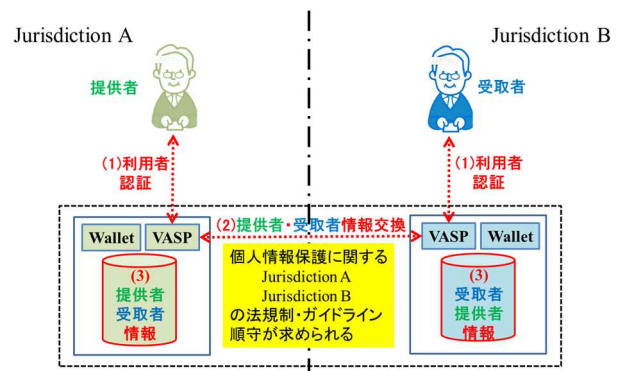 Jurisdiction A
Jurisdiction B
提供者
受取者
(1)利用者
認証
(1)利用者
認証
(2)提供者・受取者情報交換
Wallet
VASP
VASP
Wallet
個人情報保護に関する
Jurisdiction A
Jurisdiction B
の法規制・ガイドライン
順守が求められる
(3)
提供者
受取者
情報
(3)
受取者
提供者
情報